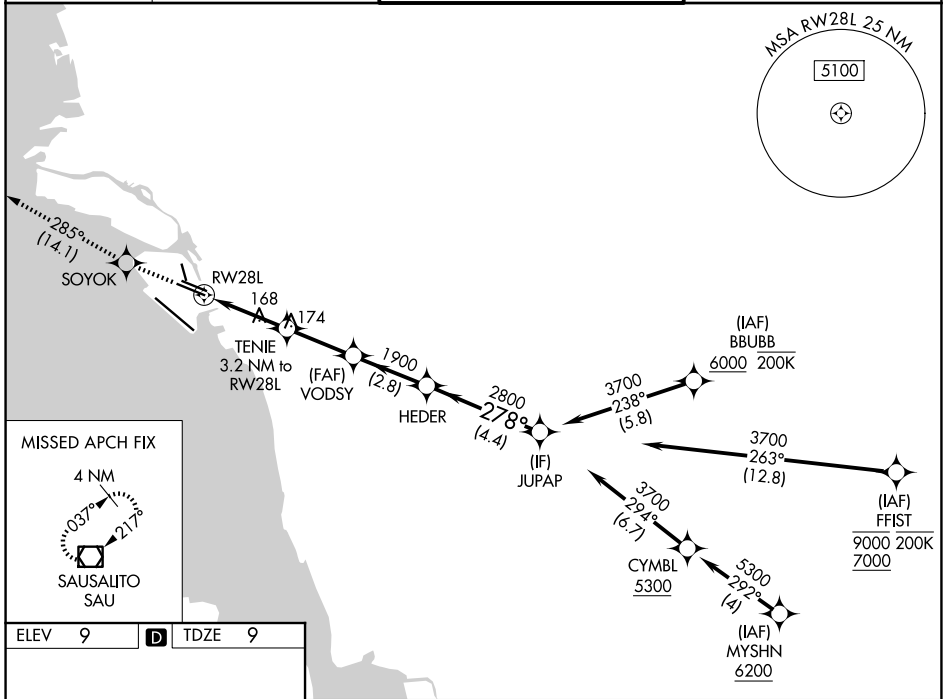 MSA RW28L 25 NM
5100
285°
(14.1)
SOYOK
RW28L
168
174
TENIE
3.2 NM to
RW28L
1900
(2.8)
(FAF)
VODSY
HEDER
2800
278°
(4.4)
(IF)
JUPAP
(IAF)
BBUBB
6000 200K
3700
238°
(5.8)
3700
263°
(12.8)
(IAF)
FFIST
9000 200K
7000
3700
294°
(6.7)
CYMBL
5300
5300
292°
(4)
(IAF)
MYSHN
6200
MISSED APCH FIX
4 NM
037°
217°
SAUSALITO
SAU
ELEV 9 D TDZE 9